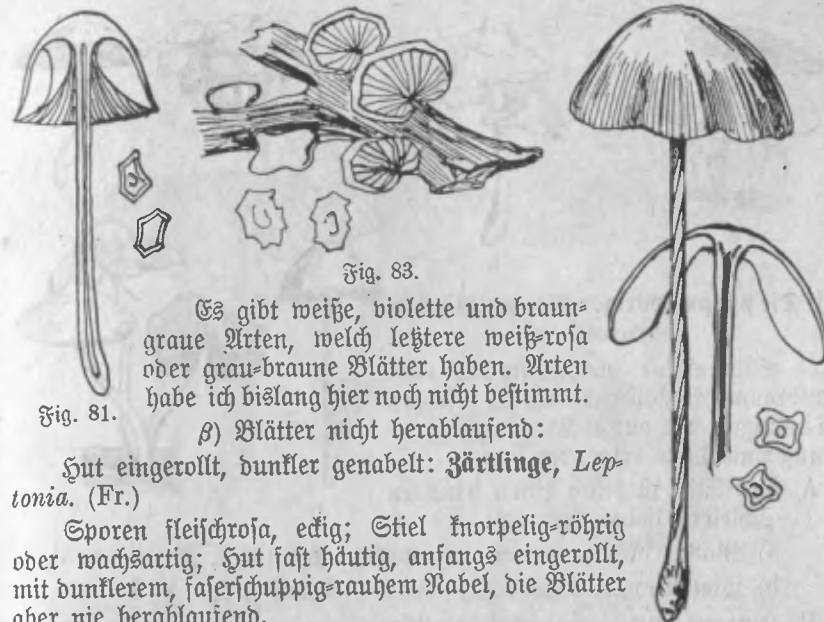 Fig. 83.
Es gibt weiße, violette und braun-
graue Arten, welch letztere weiß-rosa
oder grau-braune Blätter haben. Arten
habe ich bislang hier noch nicht bestimmt.
Fig. 81.
β) Blätter nicht herablaufend:
Hut eingerollt, dunkler genabelt: Zärtlinge, Lep-
tonia. (Fr.)
Sporen fleischrosa, eckig; Stiel knorpelig-röhrig
oder wachsartig; Hut fast häutig, anfangs eingerollt,
mit dunklerem, faserschuppig-rauhem Nabel, die Blätter
aber nie herablaufend.